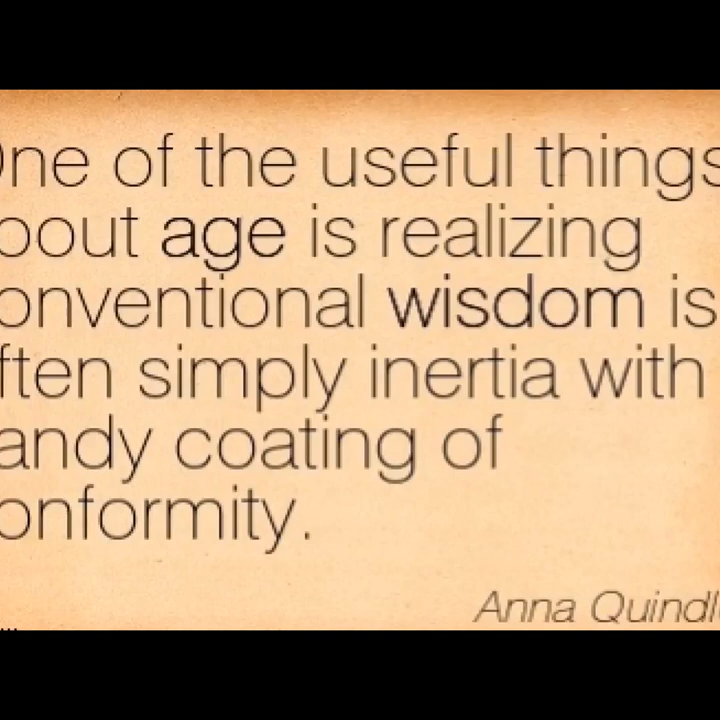 One of the useful things
bout age is realizing
onventional wisdom is
ften simply inertia with
andy coating of
onformity.
Anna Quindl
...